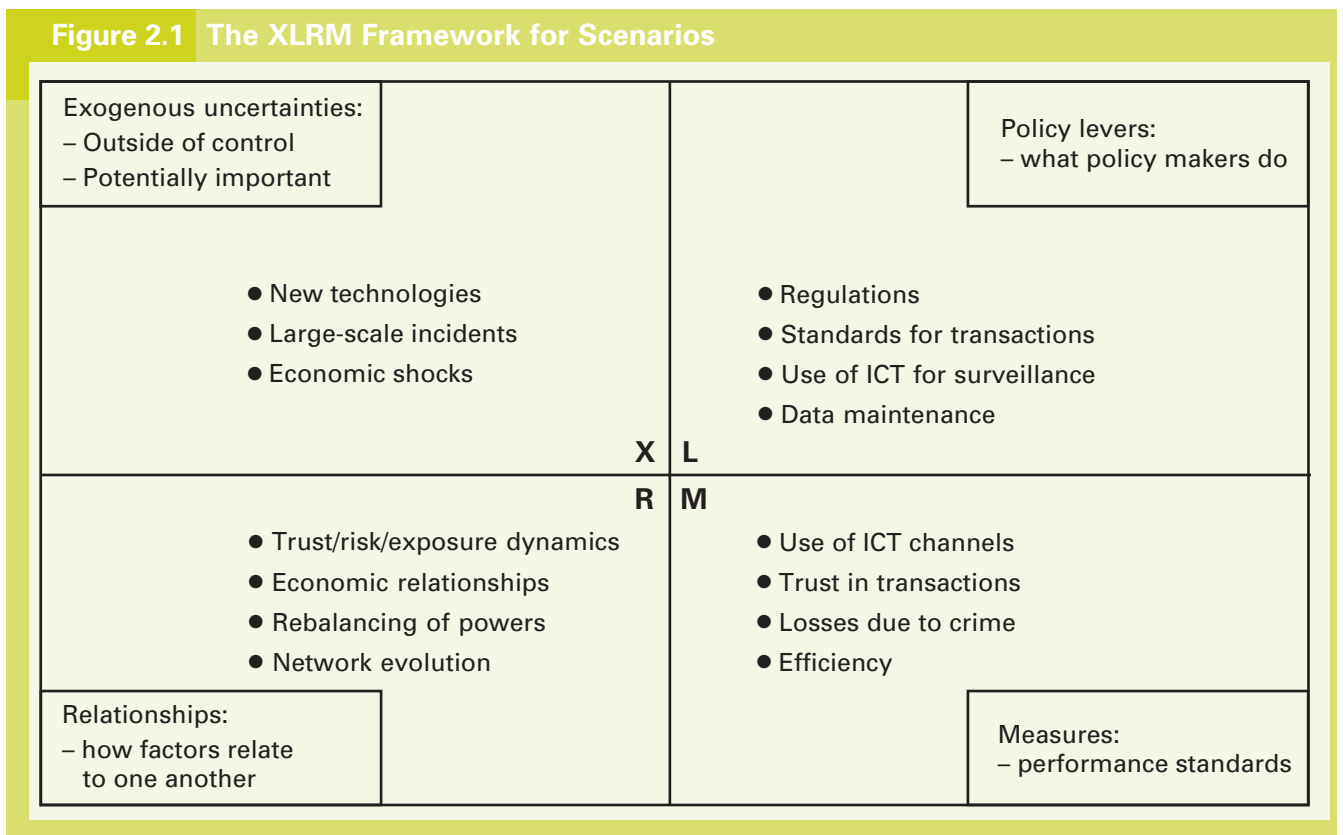 Figure 2.1 The XLRM Framework for Scenarios
Exogenous uncertainties:
– Outside of control
– Potentially important
● New technologies
● Large-scale incidents
● Economic shocks
X
Policy levers:
– what policy makers do
● Regulations
● Standards for transactions
● Use of ICT for surveillance
● Data maintenance
L
R
● Trust/risk/exposure dynamics
● Economic relationships
● Rebalancing of powers
● Network evolution
Relationships:
– how factors relate
to one another
M
● Use of ICT channels
● Trust in transactions
● Losses due to crime
● Efficiency
Measures:
– performance standards